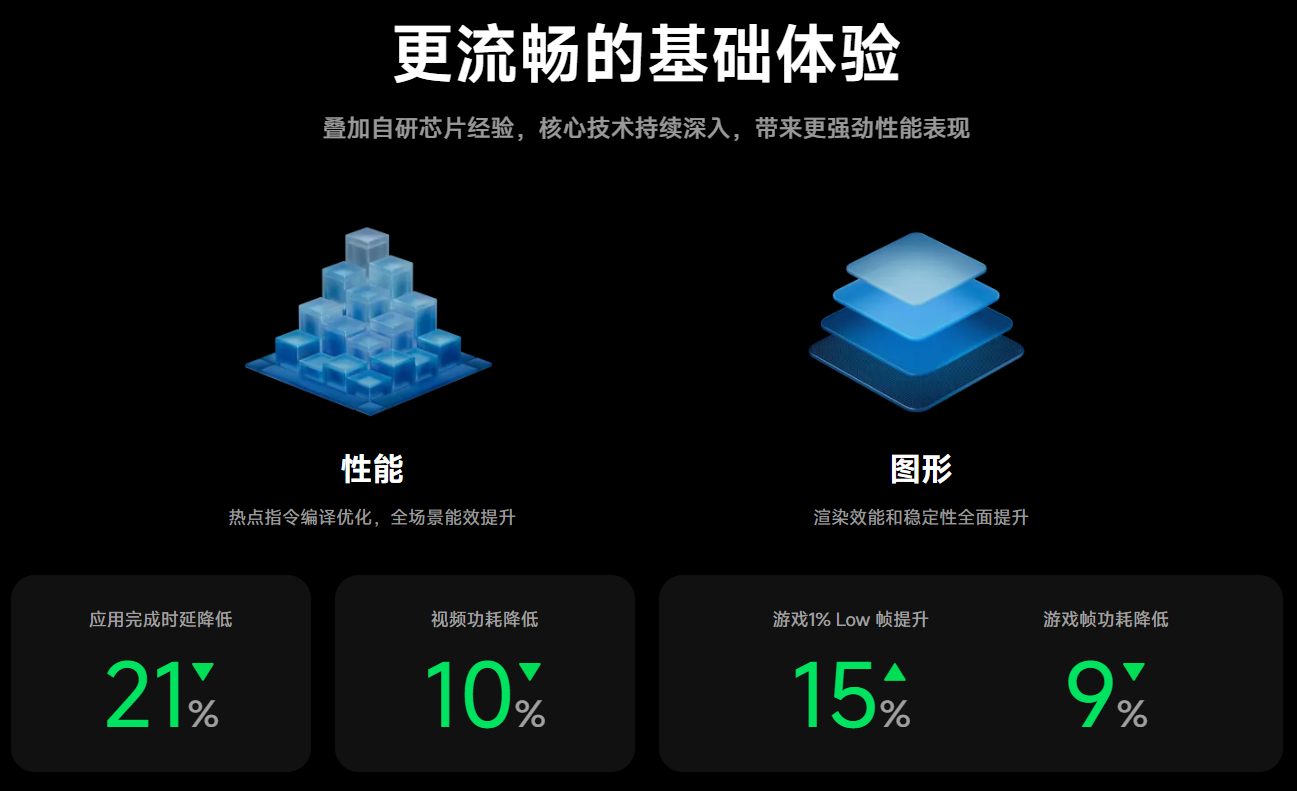 更流畅的基础体验
叠加自研芯片经验，核心技术持续深入，带来更强劲性能表现
性能
热点指令编译优化，全场景能效提升
图形
渲染效能和稳定性全面提升
应用完成时延降低
21%
视频功耗降低
10%
游戏1% Low 帧提升
15%
游戏帧功耗降低
9%